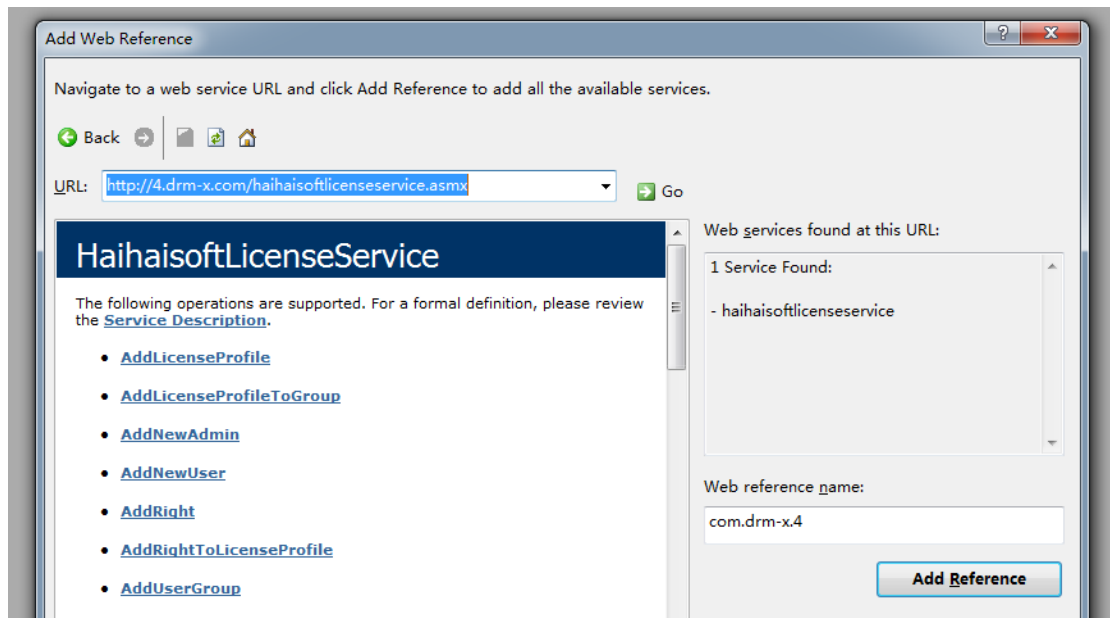 Add Web Reference
Navigate to a web service URL and click Add Reference to add all the available services.
Back
URL: http://4.drm-x.com/haihaisoftlicenseservice.asmx Go
HaihaisoftLicenseService
The following operations are supported. For a formal definition, please review
the Service Description.
• AddLicenseProfile
• AddLicenseProfileToGroup
• AddNewAdmin
• AddNewUser
• AddRight
• AddRightToLicenseProfile
• AddUserGroup
Web services found at this URL:
1 Service Found:
- haihaisoftlicenseservice
Web reference name:
com.drm-x.4
Add Reference